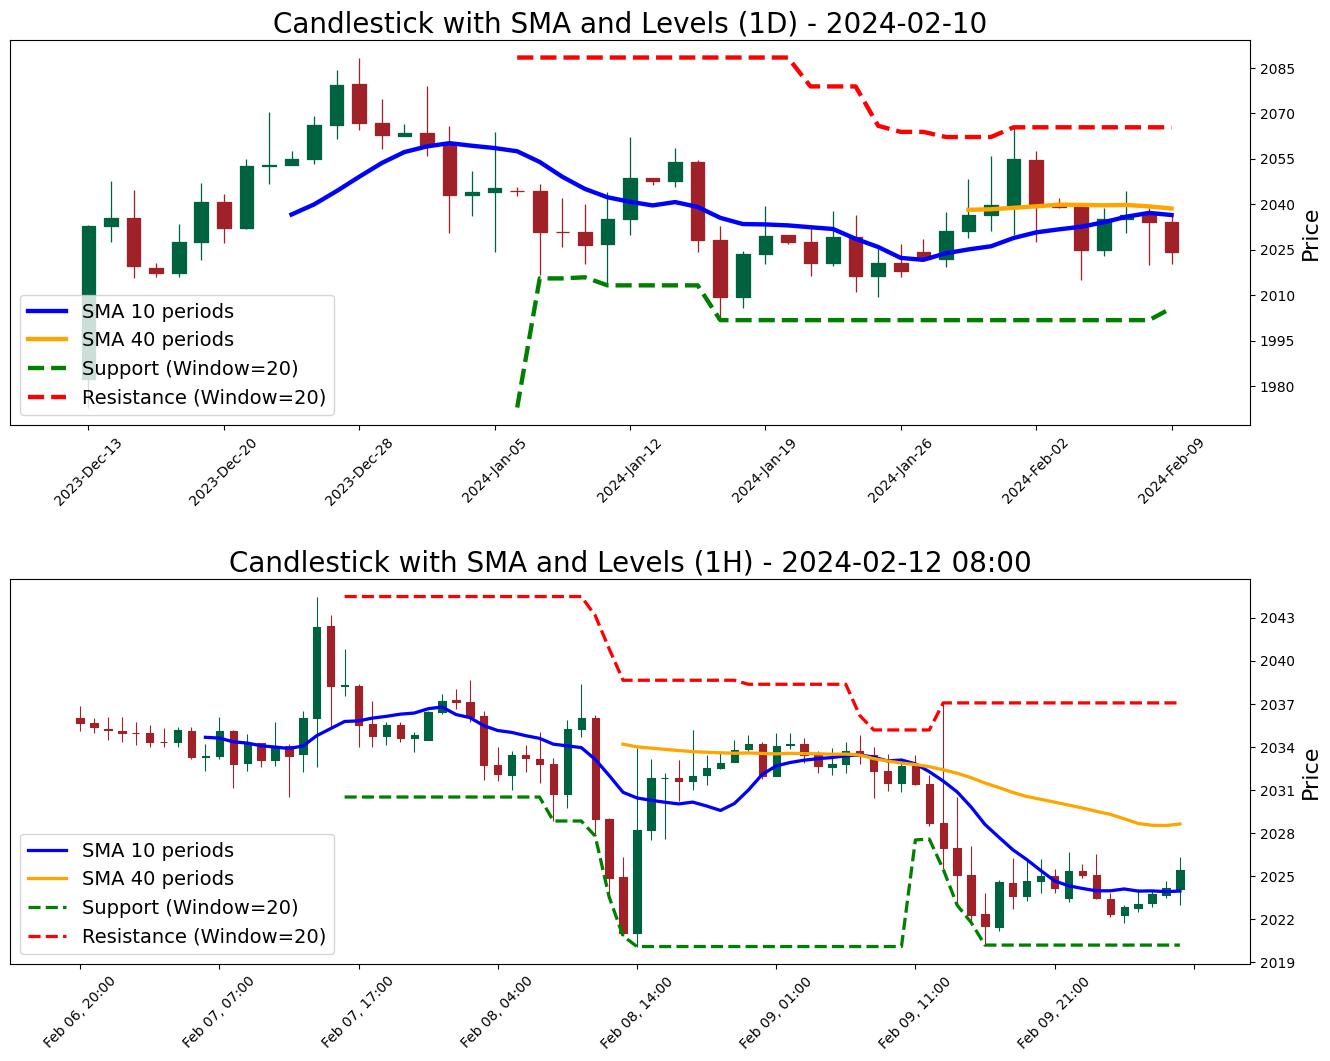 Candlestick with SMA and Levels (1D) - 2024-02-10
2085
2070
2055
2040
2025
2010
1995
1980
Price
SMA 10 periods
SMA 40 periods
Support (Window=20)
Resistance (Window=20)
2023-Dec-13
2023-Dec-20
2023-Dec-28
2024-Jan-05
2024-Jan-12
2024-Jan-19
2024-Jan-26
2024-Feb-02
2024-Feb-09
Candlestick with SMA and Levels (1H) - 2024-02-12 08:00
2043
2040
2037
2034
2031
2028
2025
2022
2019
Price
SMA 10 periods
SMA 40 periods
Support (Window=20)
Resistance (Window=20)
Feb 06, 20:00
Feb 07, 07:00
Feb 07, 17:00
Feb 08, 04:00
Feb 08, 14:00
Feb 09, 01:00
Feb 09, 11:00
Feb 09, 21:00